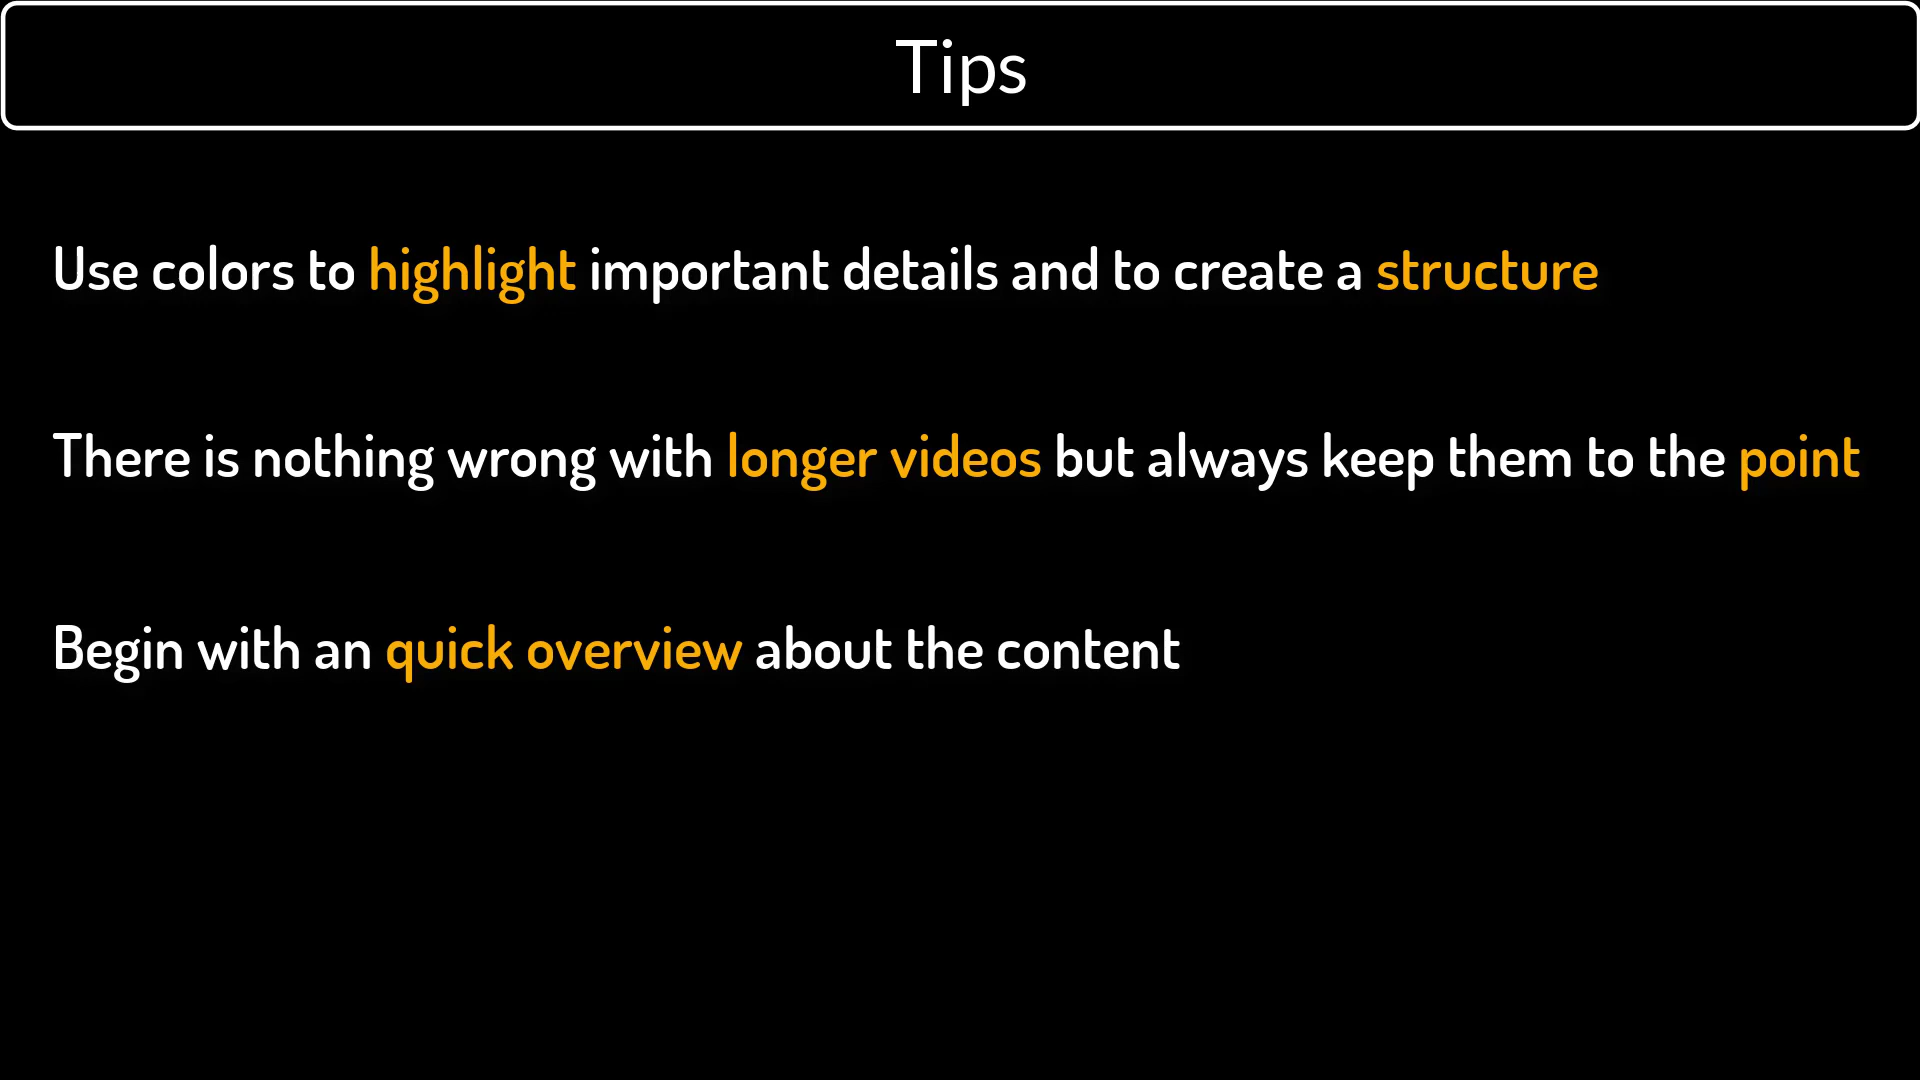 Tips
Use colors to highlight important details and to create a structure
There is nothing wrong with longer videos but always keep them to the point
Begin with an quick overview about the content